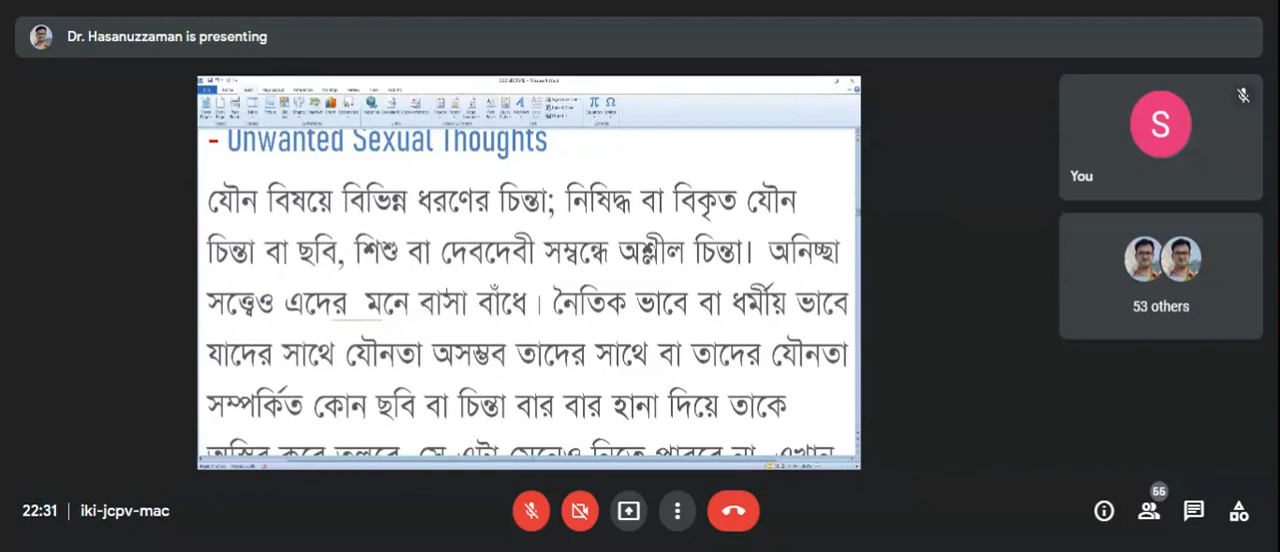 Dr. Hasanuzzaman is presenting
- Unwanted Sexual Thoughts
যৌন বিষয়ে বিভিন্ন ধরণের চিন্তা; নিষিদ্ধ বা বিকৃত যৌন
চিন্তা বা ছবি, শিশু বা দেবদেবী সম্বন্ধে অশ্লীল চিন্তা। অনিচ্ছা
সত্ত্বেও এদের মনে বাসা বাঁধে। নৈতিক ভাবে বা ধর্মীয় ভাবে
যাদের সাথে যৌনতা অসম্ভব তাদের সাথে বা তাদের যৌনতা
সম্পর্কিত কোন ছবি বা চিন্তা বার বার হানা দিয়ে তাকে
S
You
53 others
22:31 | iki-jcpv-mac
55